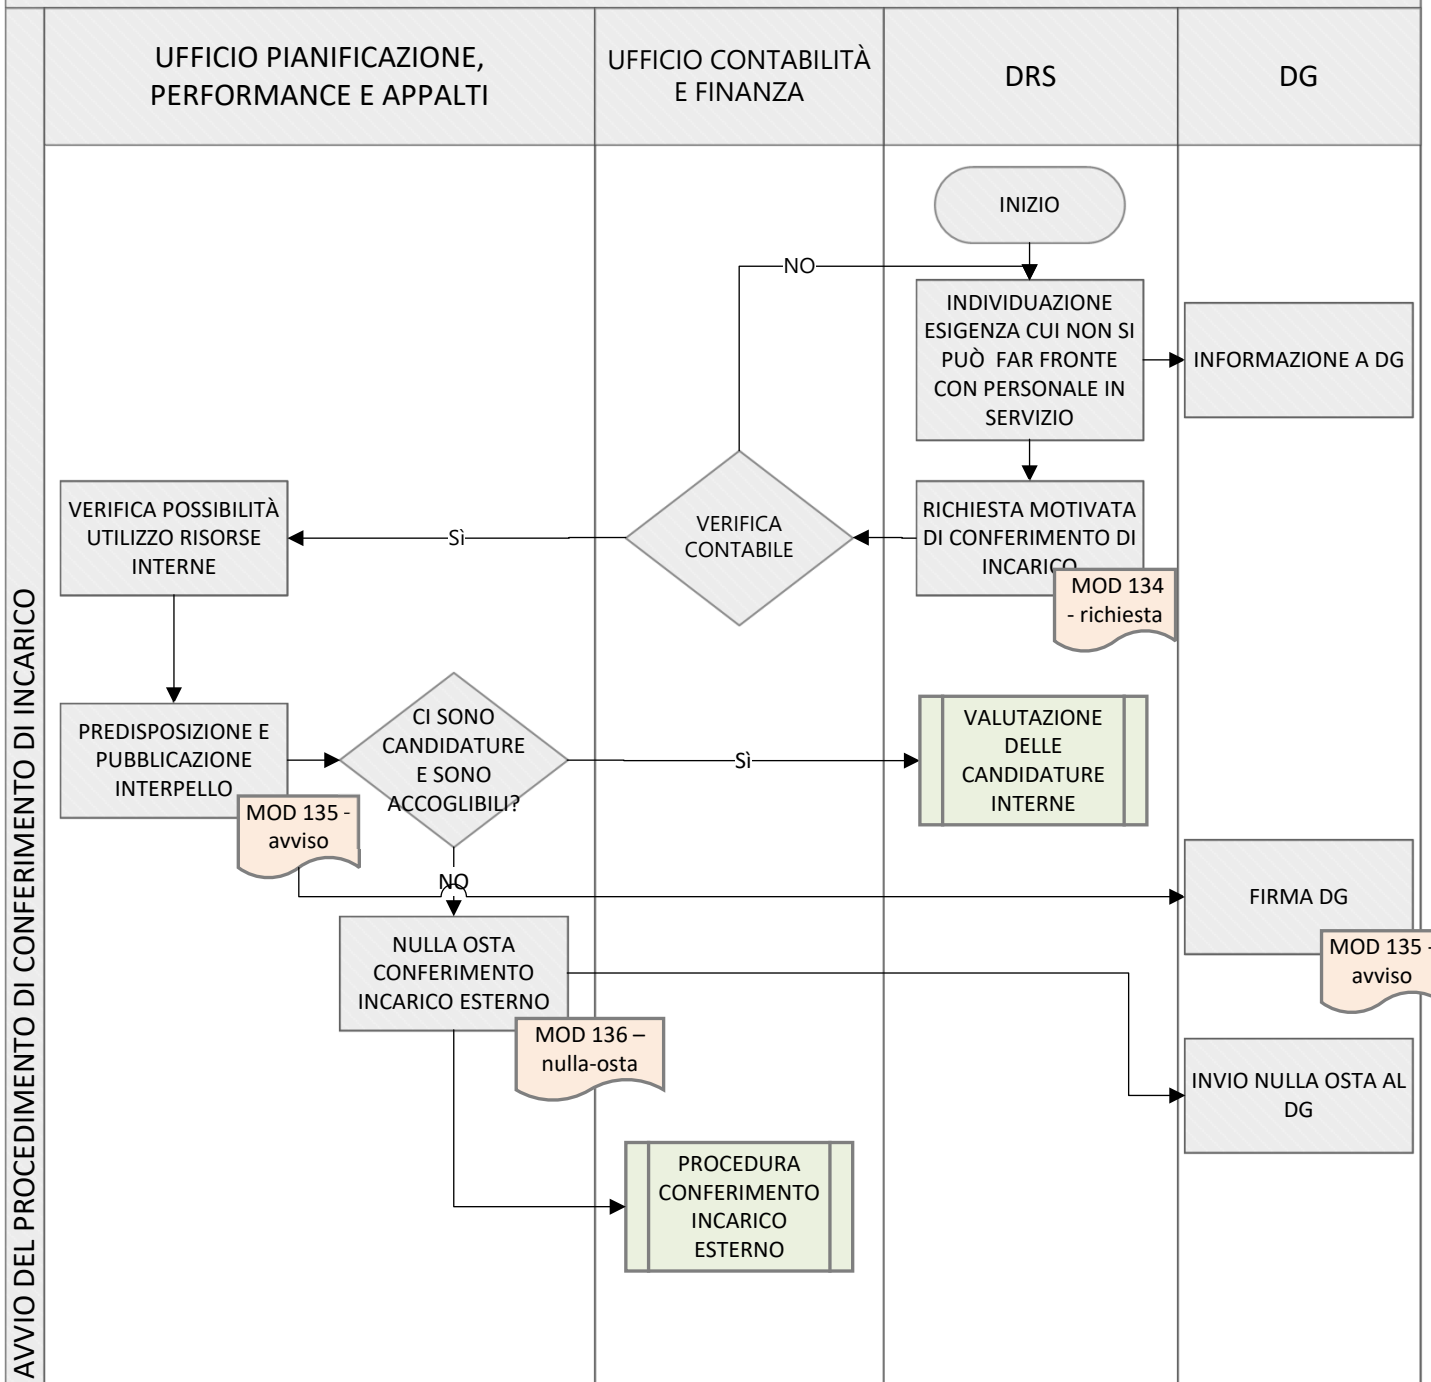 AVVIO DEL PROCEDIMENTO DI CONFERIMENTO DI INCARICO
UFFICIO PIANIFICAZIONE,
PERFORMANCE E APPALTI
UFFICIO CONTABILITÀ
E FINANZA
DRS
DG
INIZIO
NO
INDIVIDUAZIONE
ESIGENZA CUI NON SI
PUÒ FAR FRONTE
CON PERSONALE IN
SERVIZIO
INFORMAZIONE A DG
VERIFICA POSSIBILITÀ
UTILIZZO RISORSE
INTERNE
Sì
VERIFICA
CONTABILE
RICHIESTA MOTIVATA
DI CONFERIMENTO DI
INCARICO
MOD 134
- richiesta
PREDISPOSIZIONE E
PUBBLICAZIONE
INTERPELLO
MOD 135 -
avviso
CI SONO
CANDIDATURE
E SONO
ACCOGLIBILI?
Sì
VALUTAZIONE
DELLE
CANDIDATURE
INTERNE
NO
FIRMA DG
MOD 135 -
avviso
NULLA OSTA
CONFERIMENTO
INCARICO ESTERNO
MOD 136 –
nulla-osta
INVIO NULLA OSTA AL
DG
PROCEDURA
CONFERIMENTO
INCARICO
ESTERNO